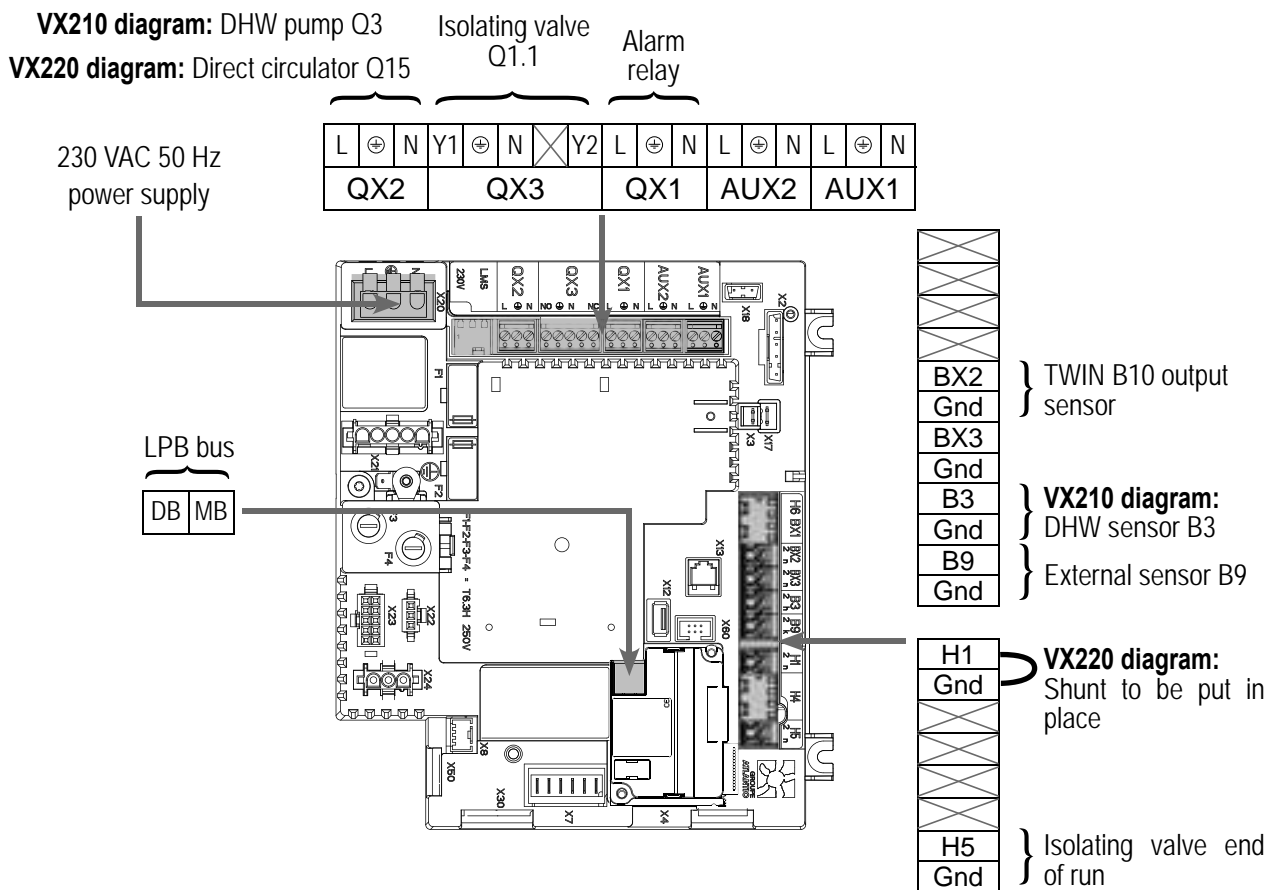 VX210 diagram: DHW pump Q3
VX220 diagram: Direct circulator Q15
Isolating valve
Q1.1
Alarm
relay
L N Y1 N Y2 L N L N L N
QX2 QX3 QX1 AUX2 AUX1
230 VAC 50 Hz
power supply
L N
X20
230V
LMS
QX2
QX3
QX1
AUX2
AUX1
L N NO N NC L N L N L N
X18
X2
F1
X21
F2
X3
X17
LPB bus
DB MB
F3
F4
F1-F2-F3-F4 = T6.3H 250V
X23
X22
X24
X13
X12
X60
H6 BX1
BX2
BX3
B3
B9
H1
H4
H5
X8
X50
X30
X7
X4
GROUPE
ATLANTIC
BX2
Gnd
TWIN B10 output
sensor
BX3
Gnd
B3
Gnd
VX210 diagram:
DHW sensor B3
B9
Gnd
External sensor B9
H1
Gnd
VX220 diagram:
Shunt to be put in
place
H5
Gnd
Isolating valve end
of run